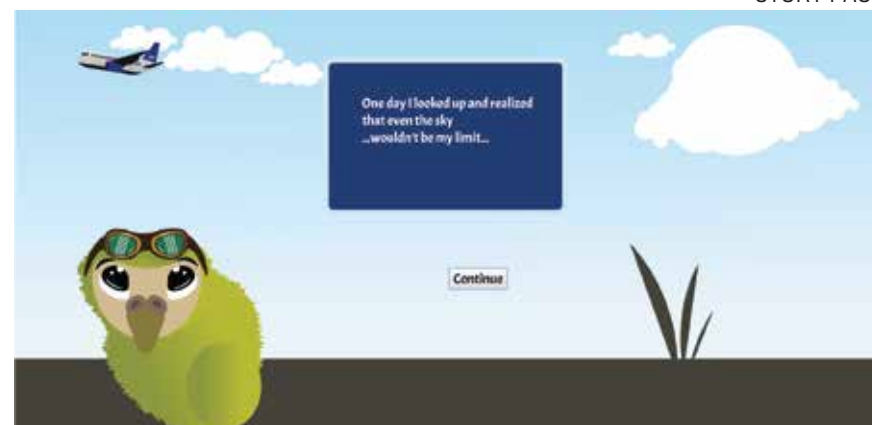 One day I looked up and realized
that even the sky
...wouldn't be my limit...
Continue